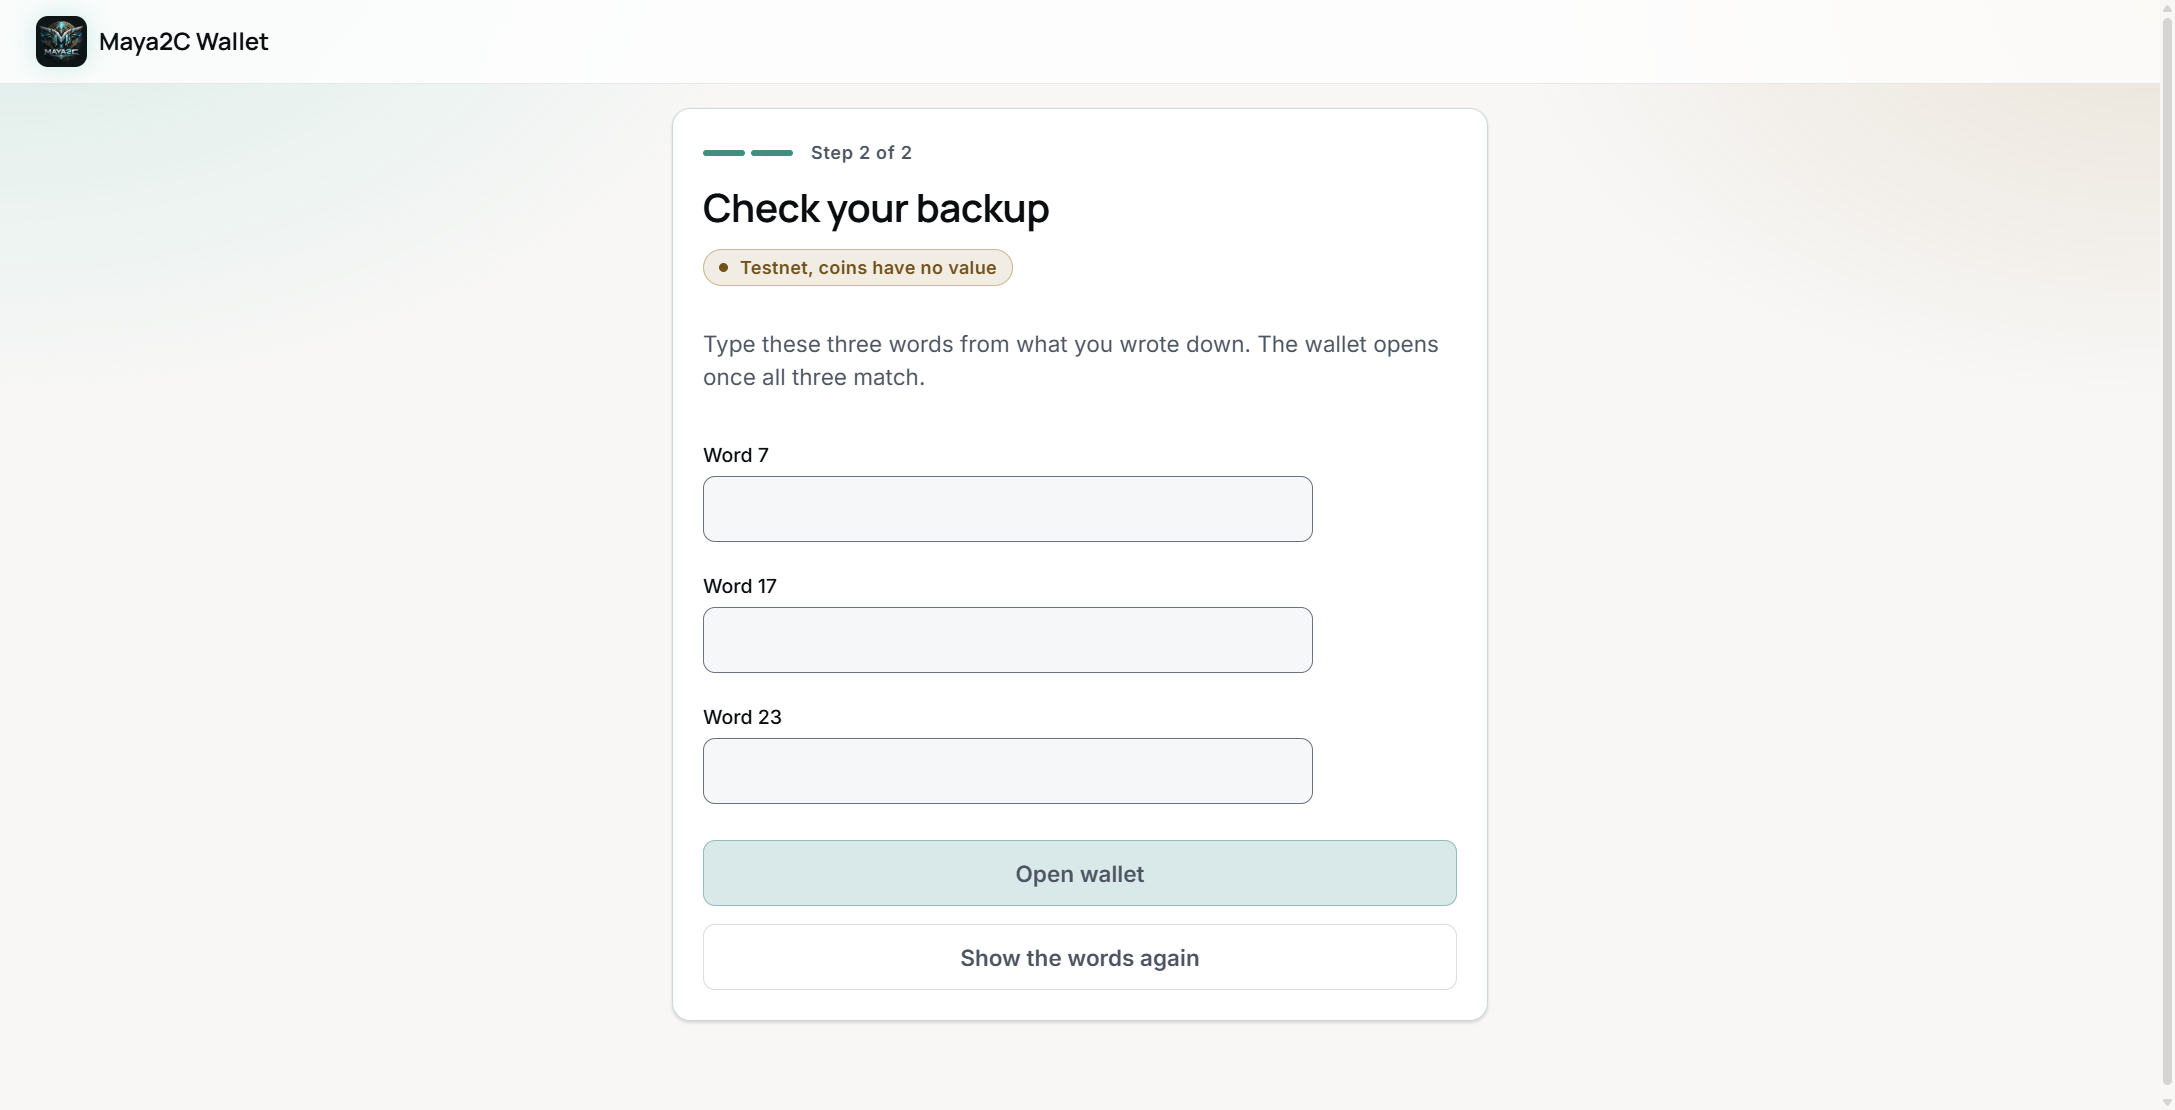 MAYA2C
Maya2C Wallet
Step 2 of 2
Check your backup
Testnet, coins have no value
Type these three words from what you wrote down. The wallet opens
once all three match.
Word 7
Word 17
Word 23
Open wallet
Show the words again